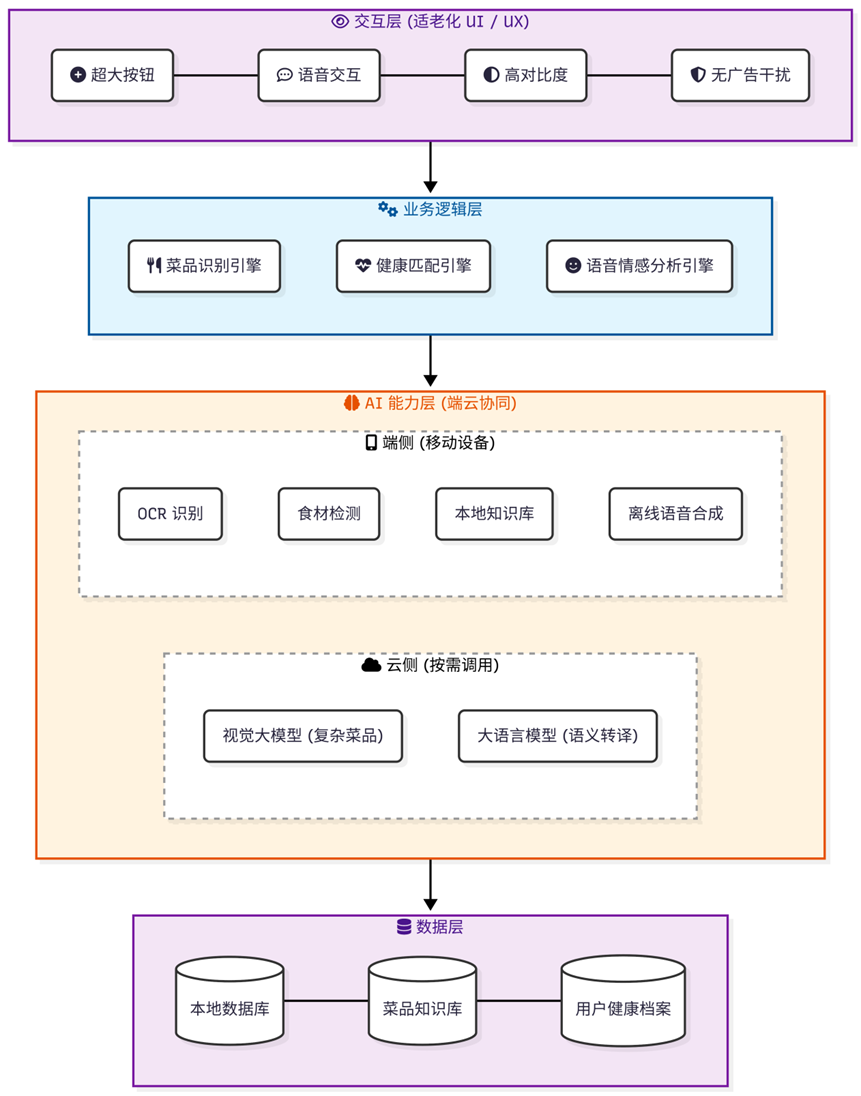 交互层 (适老化 UI / UX)
超大按钮
语音交互
高对比度
无广告干扰
业务逻辑层
菜品识别引擎
健康匹配引擎
语音情感分析引擎
AI 能力层 (端云协同)
端侧 (移动设备)
OCR 识别
食材检测
本地知识库
离线语音合成
云侧 (按需调用)
视觉大模型 (复杂菜品)
大语言模型 (语义转译)
数据层
本地数据库
菜品知识库
用户健康档案